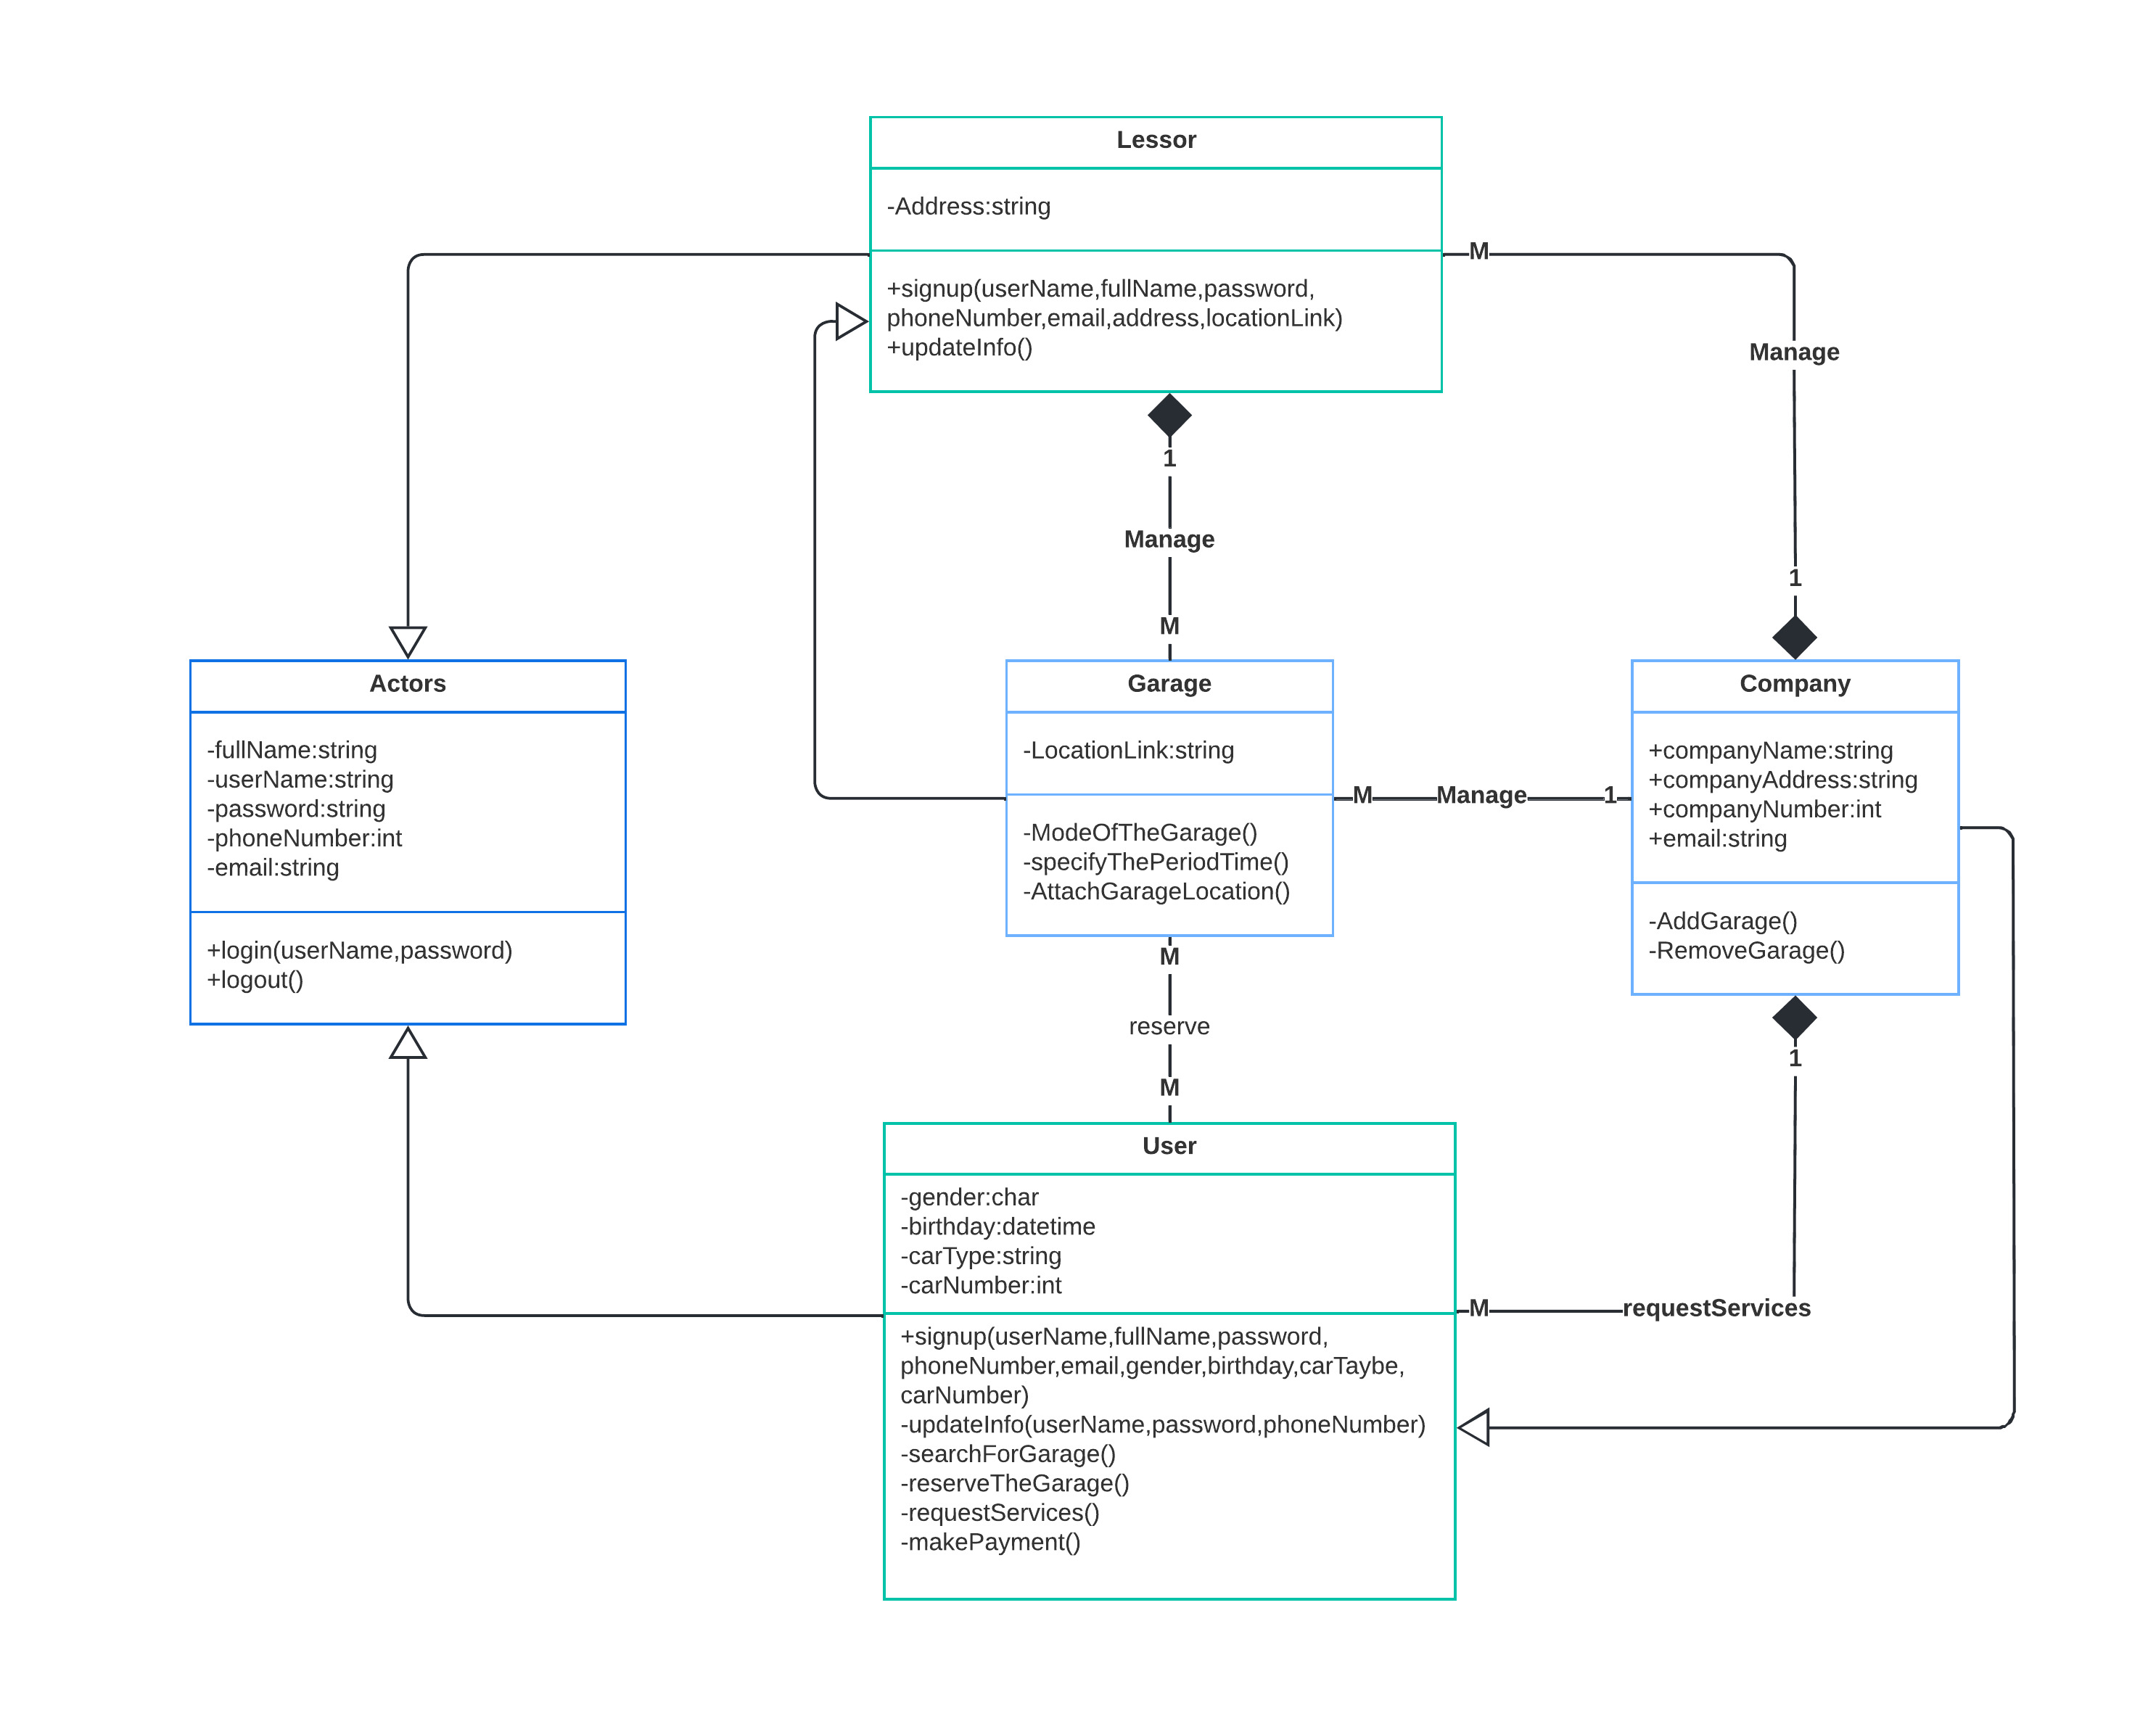 Lessor
-Address:string
+signup(userName,fullName,password,
phoneNumber,email,address,locationLink)
+updateInfo()
M
Manage
1
1
Manage
M
Actors
-fullName:string
-userName:string
-password:string
-phoneNumber:int
-email:string
+login(userName,password)
+logout()
Garage
-LocationLink:string
-ModeOfTheGarage()
-specifyThePeriodTime()
-AttachGarageLocation()
M
Manage
1
Company
+companyName:string
+companyAddress:string
+companyNumber:int
+email:string
-AddGarage()
-RemoveGarage()
M
reserve
M
1
requestServices
M
User
-gender:char
-birthday:datetime
-carType:string
-carNumber:int
+signup(userName,fullName,password,
phoneNumber,email,gender,birthday,carTaybe,
carNumber)
-updateInfo(userName,password,phoneNumber)
-searchForGarage()
-reserveTheGarage()
-requestServices()
-makePayment()